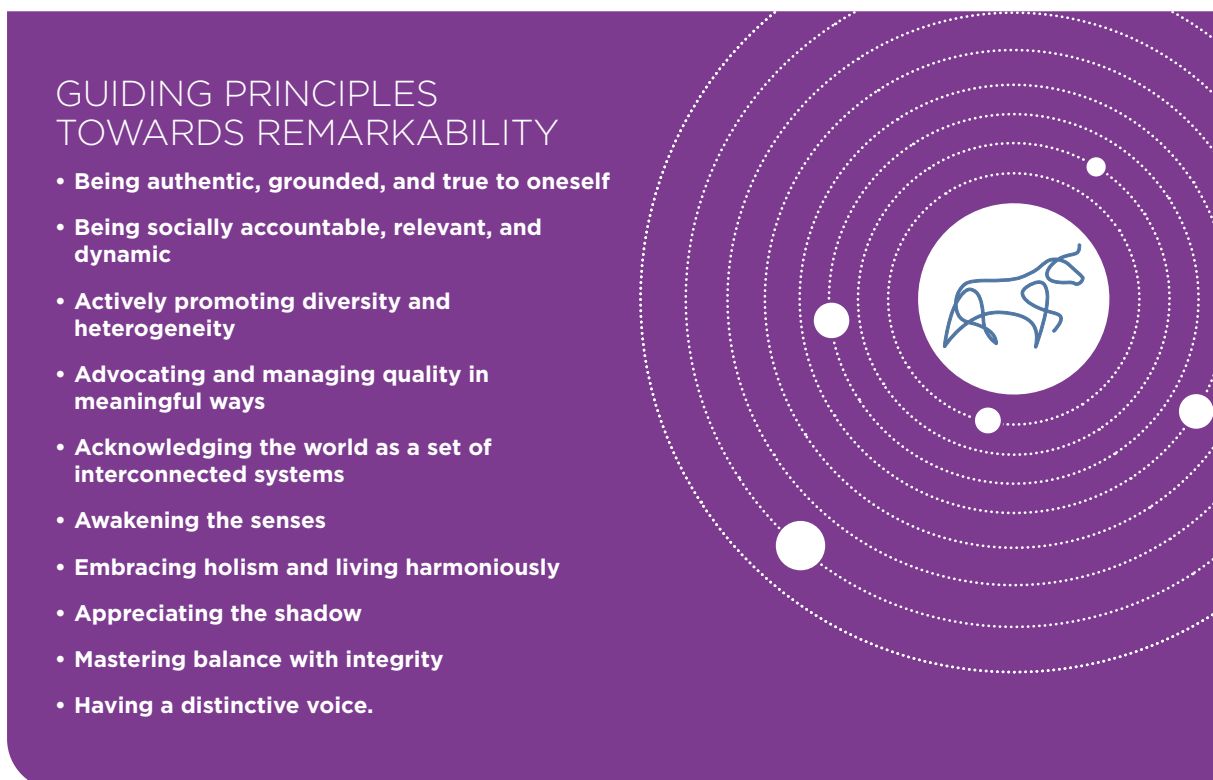 GUIDING PRINCIPLES
TOWARDS REMARKABILITY
• Being authentic, grounded, and true to oneself
• Being socially accountable, relevant, and
dynamic
• Actively promoting diversity and
heterogeneity
• Advocating and managing quality in
meaningful ways
• Acknowledging the world as a set of
interconnected systems
• Awakening the senses
• Embracing holism and living harmoniously
• Appreciating the shadow
• Mastering balance with integrity
• Having a distinctive voice.